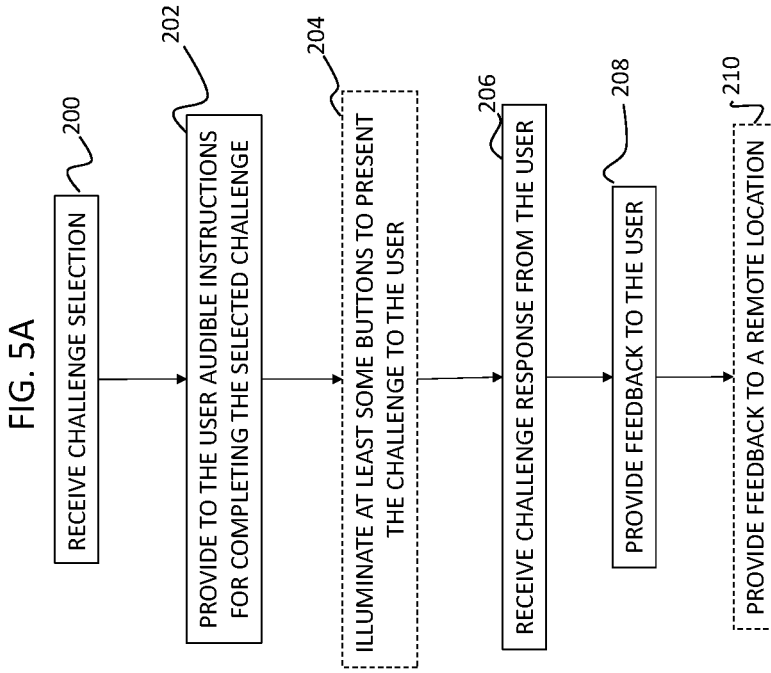 FIG. 5A
RECEIVE CHALLENGE SELECTION
200
PROVIDE TO THE USER AUDIBLE INSTRUCTIONS
FOR COMPLETING THE SELECTED CHALLENGE
202
ILLUMINATE AT LEAST SOME BUTTONS TO PRESENT
THE CHALLENGE TO THE USER
204
RECEIVE CHALLENGE RESPONSE FROM THE USER
206
PROVIDE FEEDBACK TO THE USER
208
PROVIDE FEEDBACK TO A REMOTE LOCATION
210